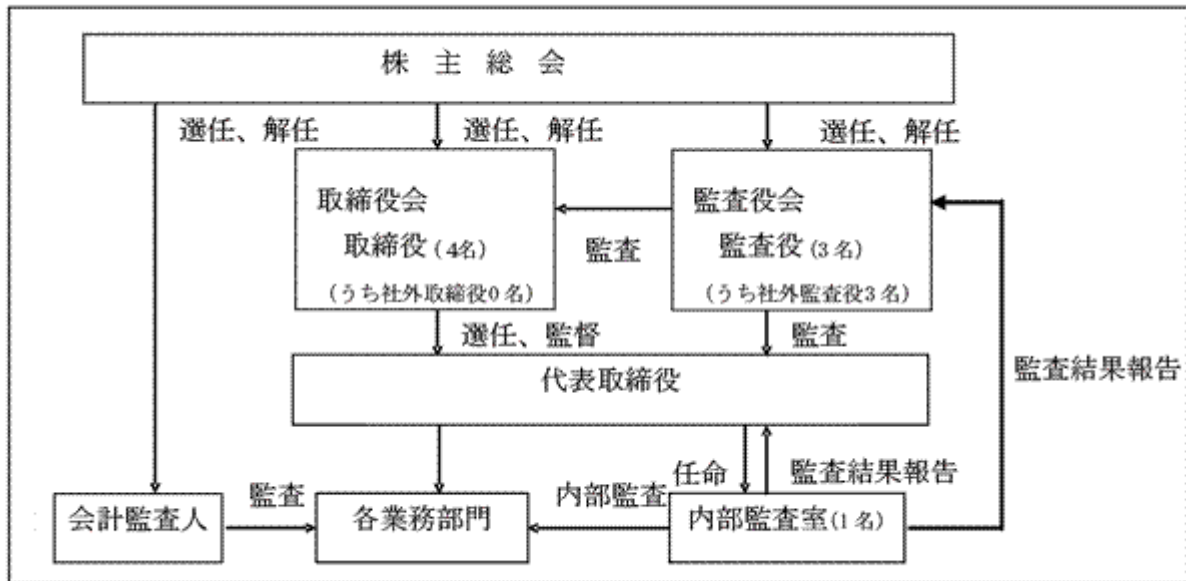 株主総会
選任、解任
選任、解任
選任、解任
取締役会
取締役(4名)
(うち社外取締役0名)
監査
監査役会
監査役(3名)
(うち社外監査役3名)
選任、監督
監査
代表取締役
監査結果報告
任命
監査結果報告
会計監査人
監査
各業務部門
内部監査
内部監査室(1名)